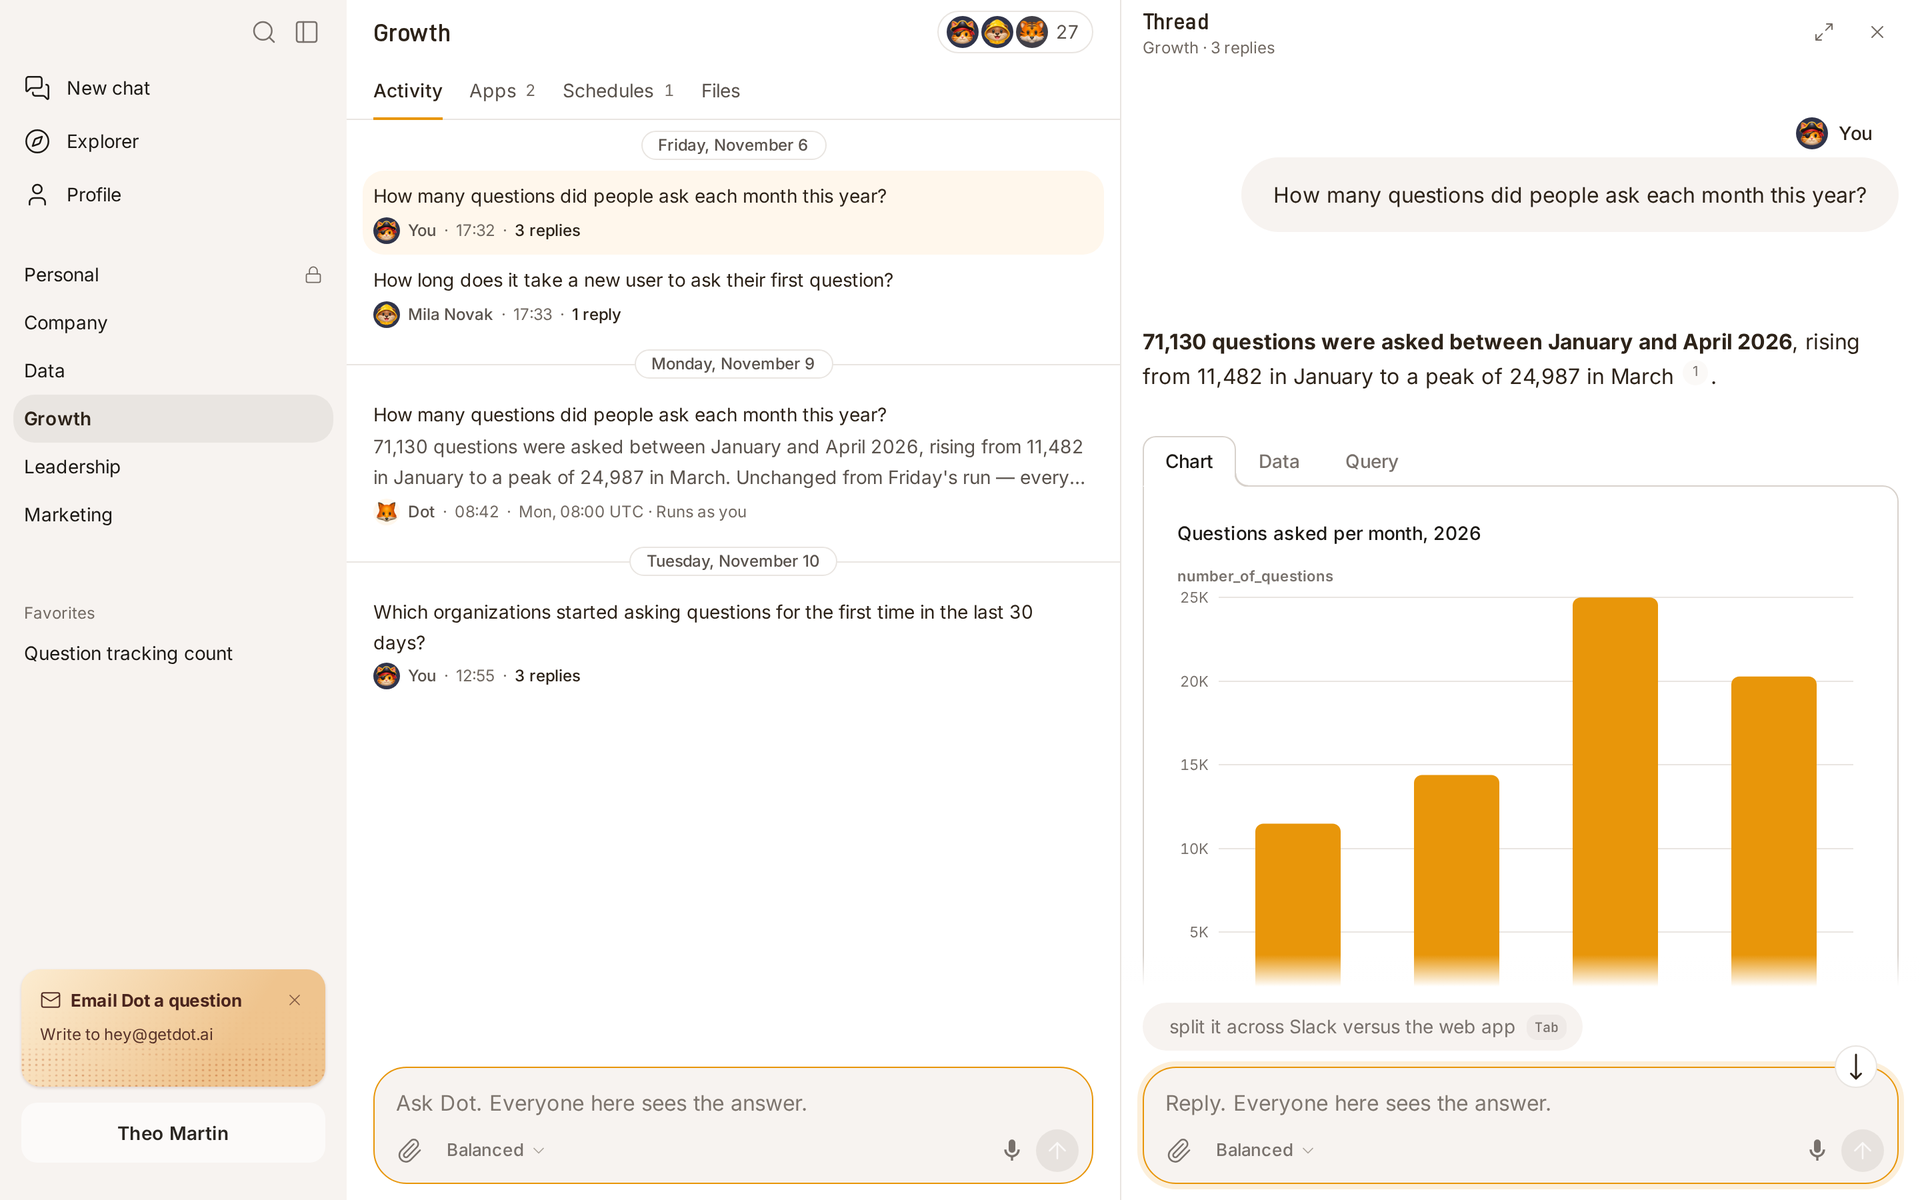 New chat
Explorer
Profile
Personal
Company
Data
Growth
Leadership
Marketing
Favorites
Question tracking count
Email Dot a question
Write to hey@getdot.ai
Theo Martin
Growth
27
Activity
Apps 2
Schedules 1
Files
Friday, November 6
How many questions did people ask each month this year?
You · 17:32 · 3 replies
How long does it take a new user to ask their first question?
Mila Novak · 17:33 · 1 reply
Monday, November 9
How many questions did people ask each month this year?
71,130 questions were asked between January and April 2026, rising from 11,482
in January to a peak of 24,987 in March. Unchanged from Friday's run — every...
Dot · 08:42 · Mon, 08:00 UTC · Runs as you
Tuesday, November 10
Which organizations started asking questions for the first time in the last 30
days?
You · 12:55 · 3 replies
Ask Dot. Everyone here sees the answer.
Balanced
Thread
Growth · 3 replies
You
How many questions did people ask each month this year?
71,130 questions were asked between January and April 2026, rising
from 11,482 in January to a peak of 24,987 in March 1 .
Chart
Data
Query
Questions asked per month, 2026
number_of_questions
25K
20K
15K
10K
5K
split it across Slack versus the web app Tab
Reply. Everyone here sees the answer.
Balanced